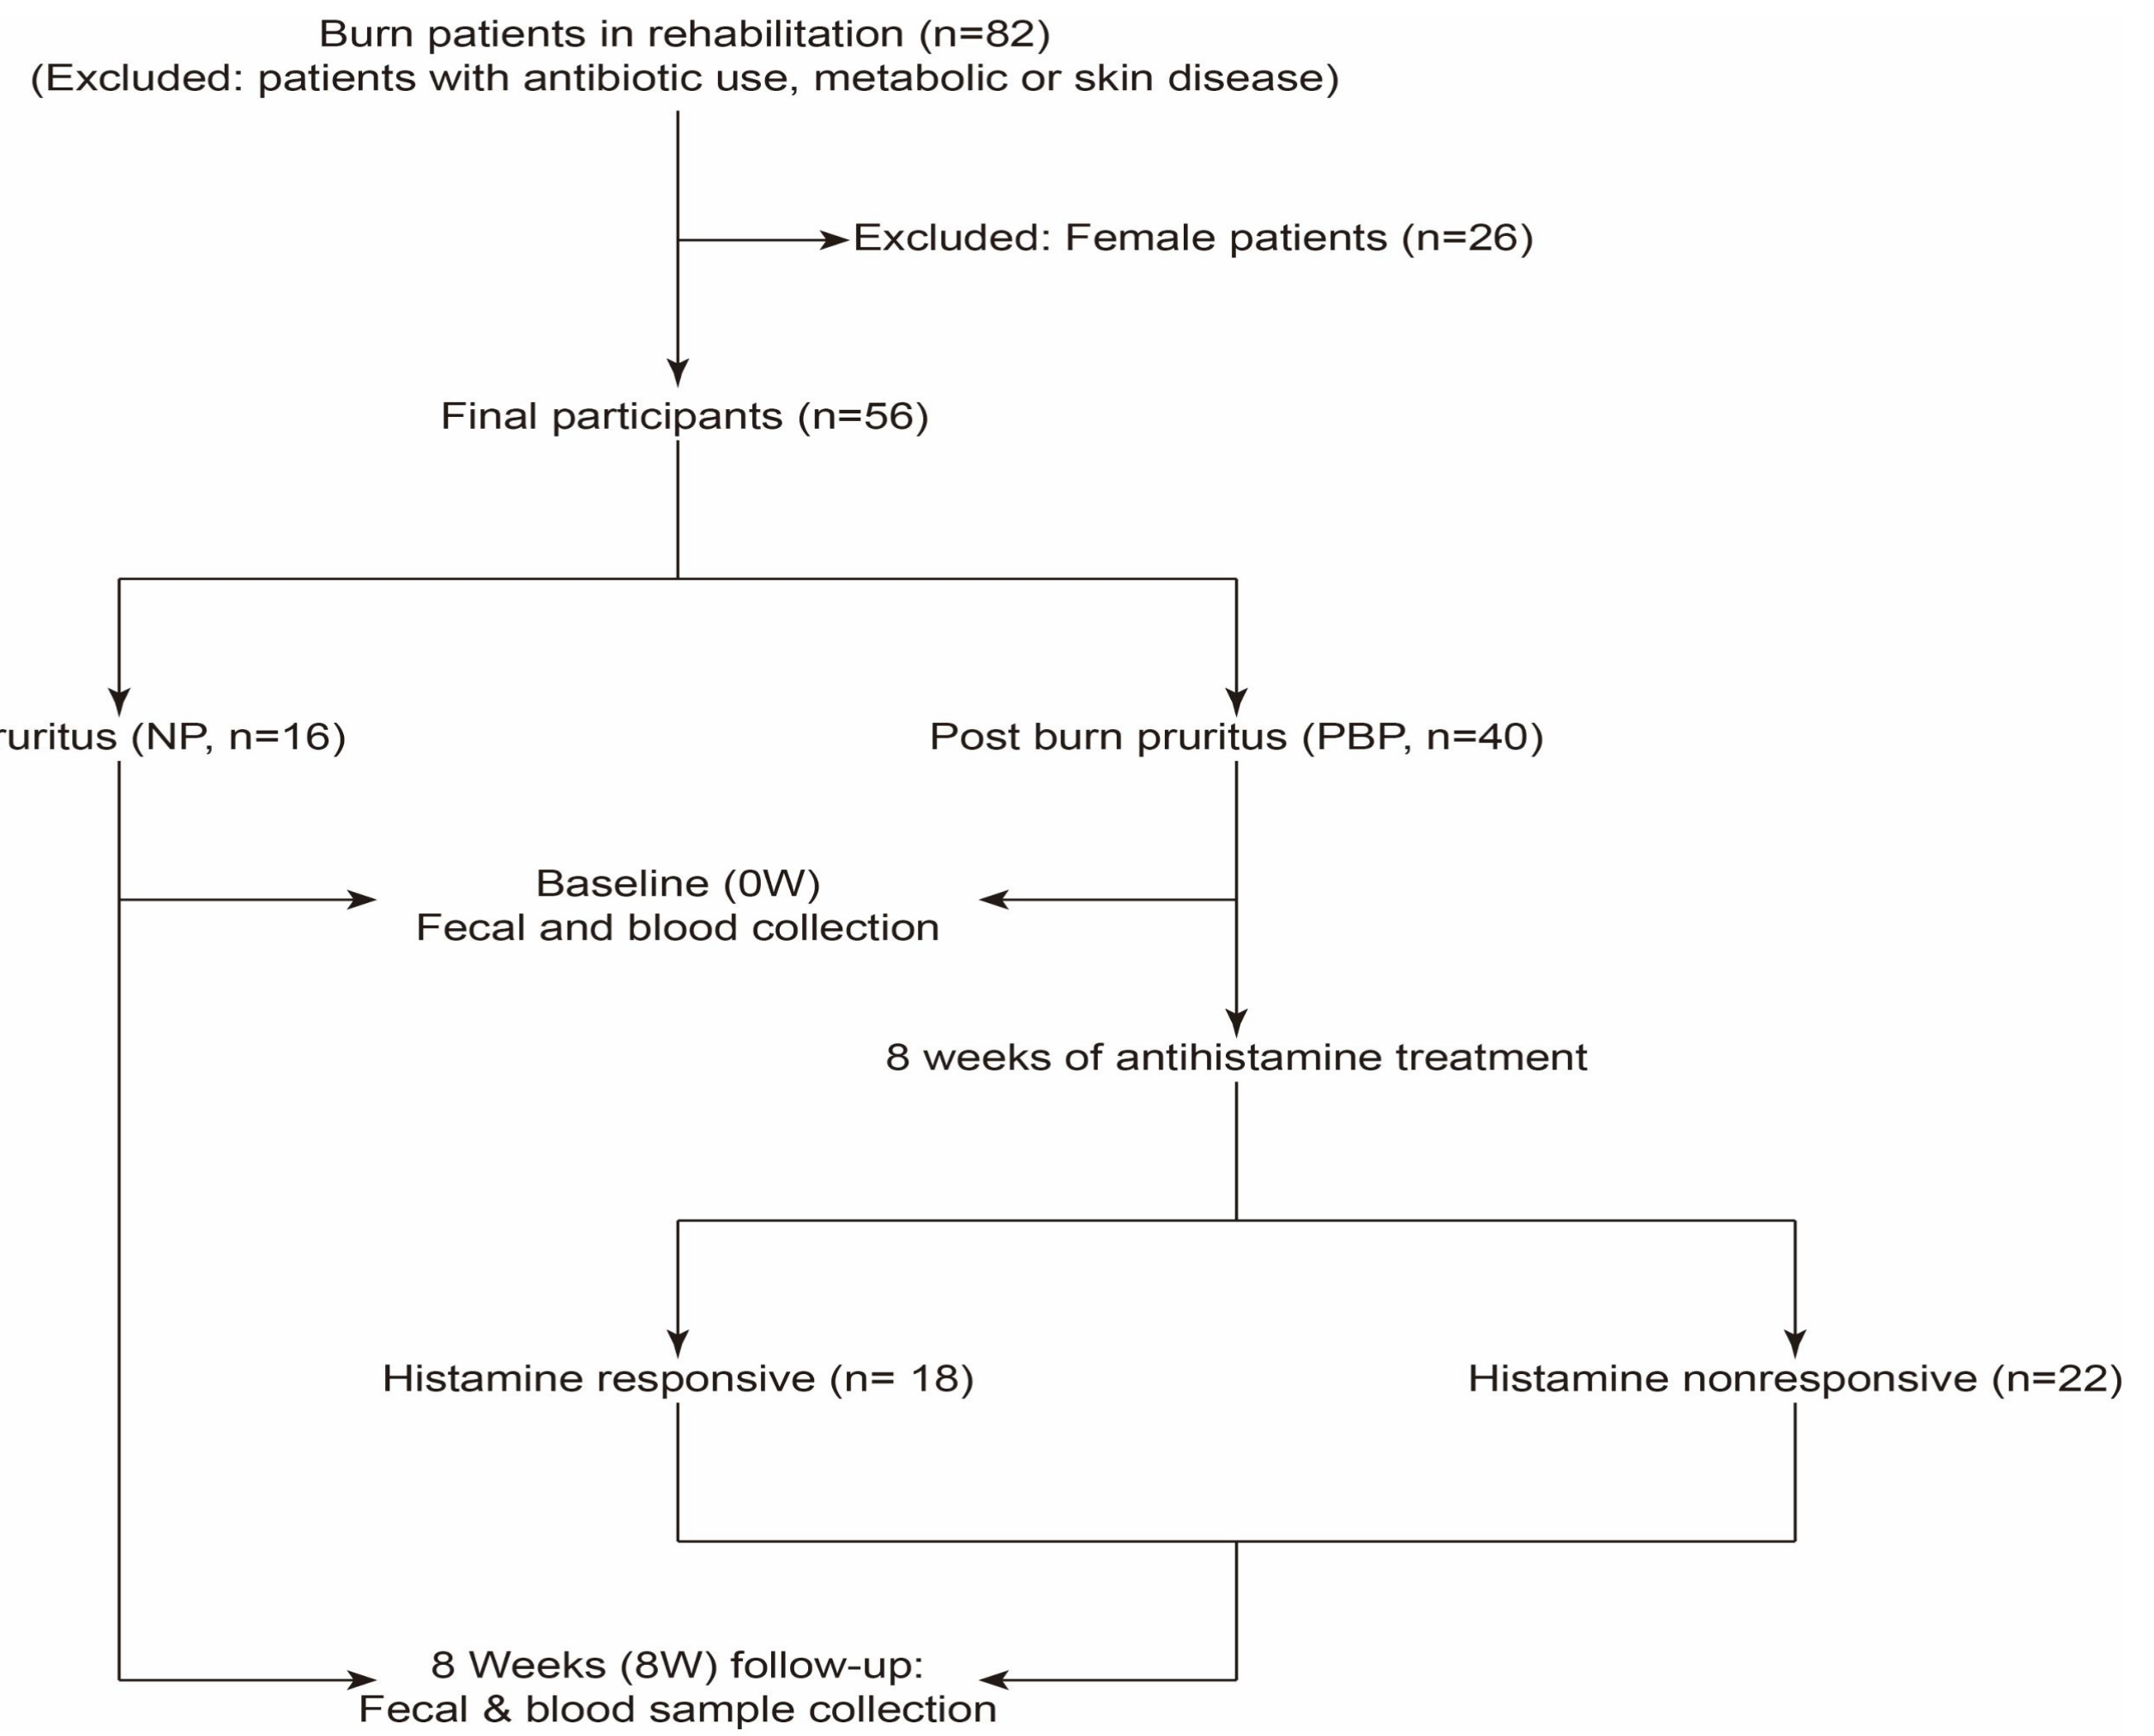 Burn patients in rehabilitation (n=82)
(Excluded: patients with antibiotic use, metabolic or skin disease)
Excluded: Female patients (n=26)
Final participants (n=56)
ruritus (NP, n=16)
Post burn pruritus (PBP, n=40)
Baseline (0W)
Fecal and blood collection
8 weeks of antihistamine treatment
Histamine responsive (n= 18)
Histamine nonresponsive (n=22)
8 Weeks (8W) follow-up:
Fecal & blood sample collection